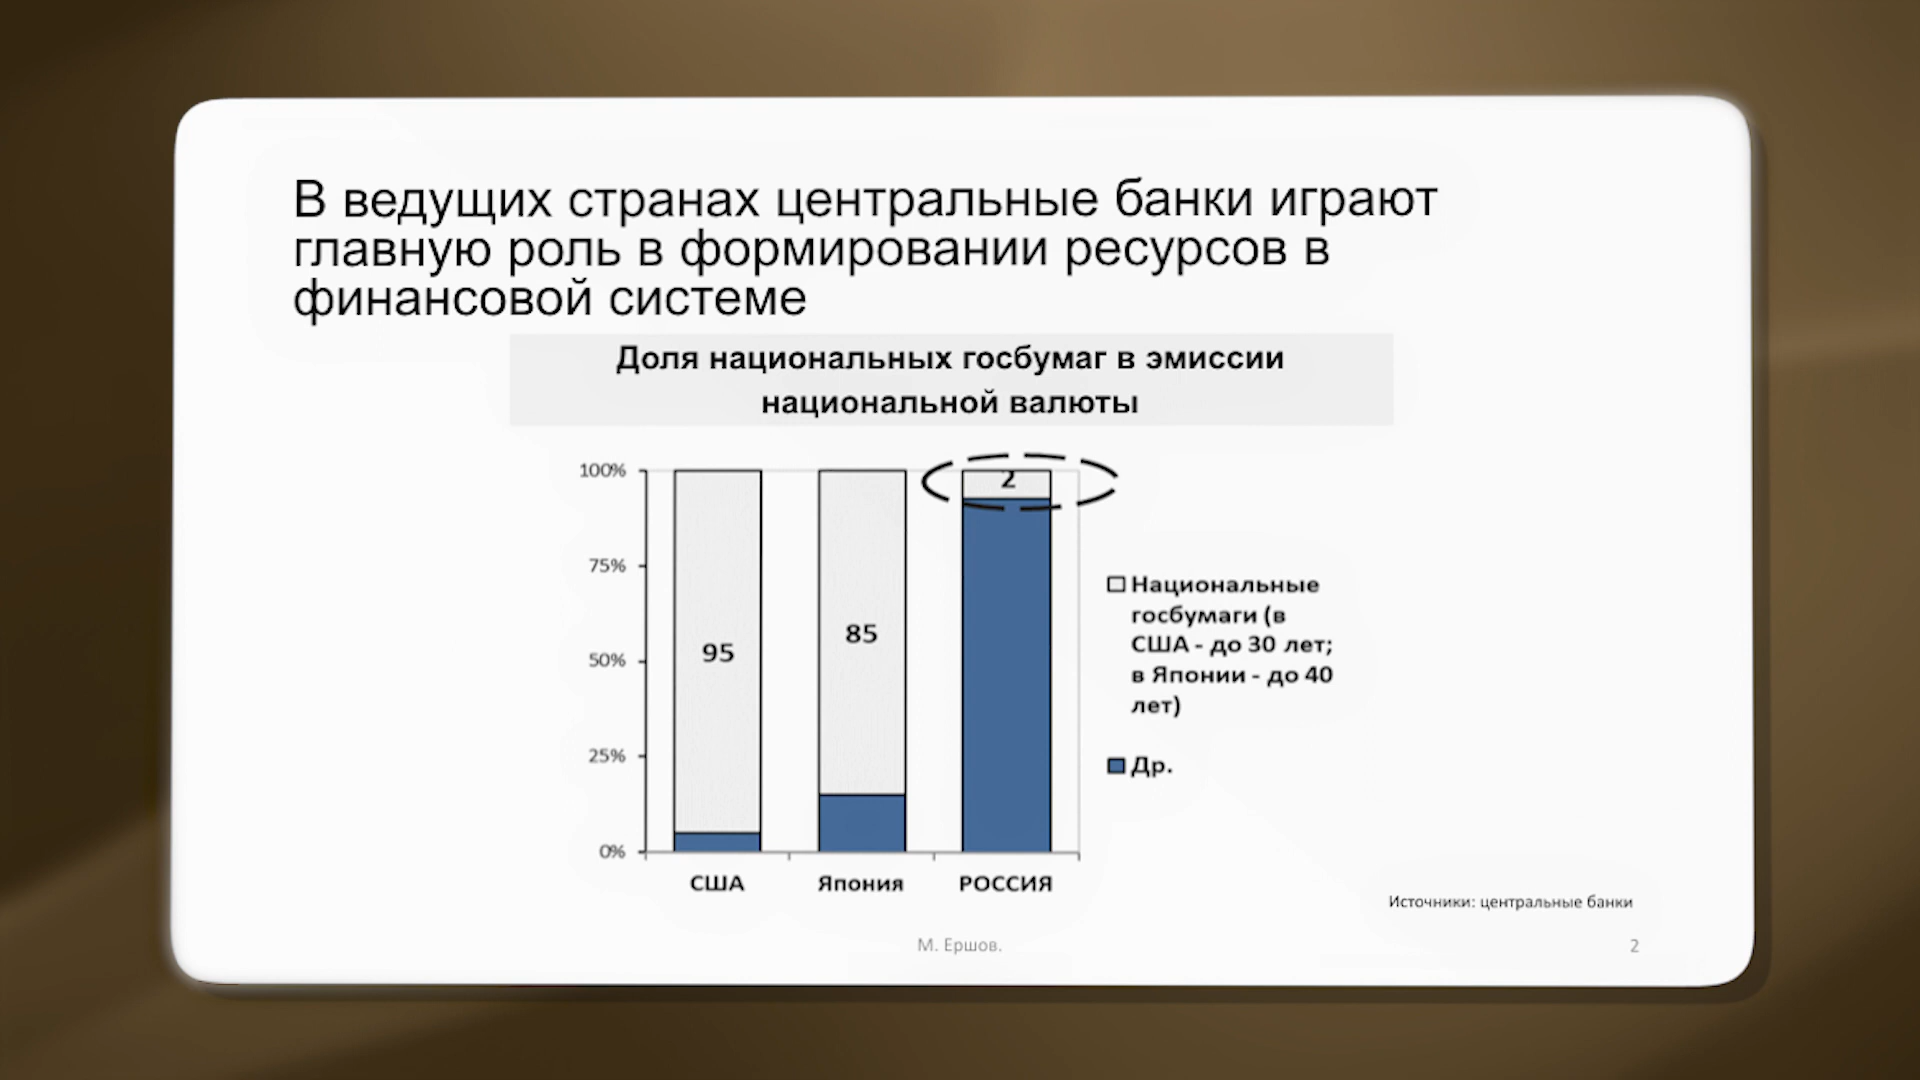 В ведущих странах центральные банки играют
главную роль в формировании ресурсов в
финансовой системе
Доля национальных госбумаг в эмиссии
национальной валюты
100%
75%
50%
25%
0%
95
85
2
США
Япония
РОССИЯ
Национальные
госбумаги (в
США - до 30 лет;
в Японии - до 40
лет)
Др.
Источники: центральные банки
М. Ершов.
2